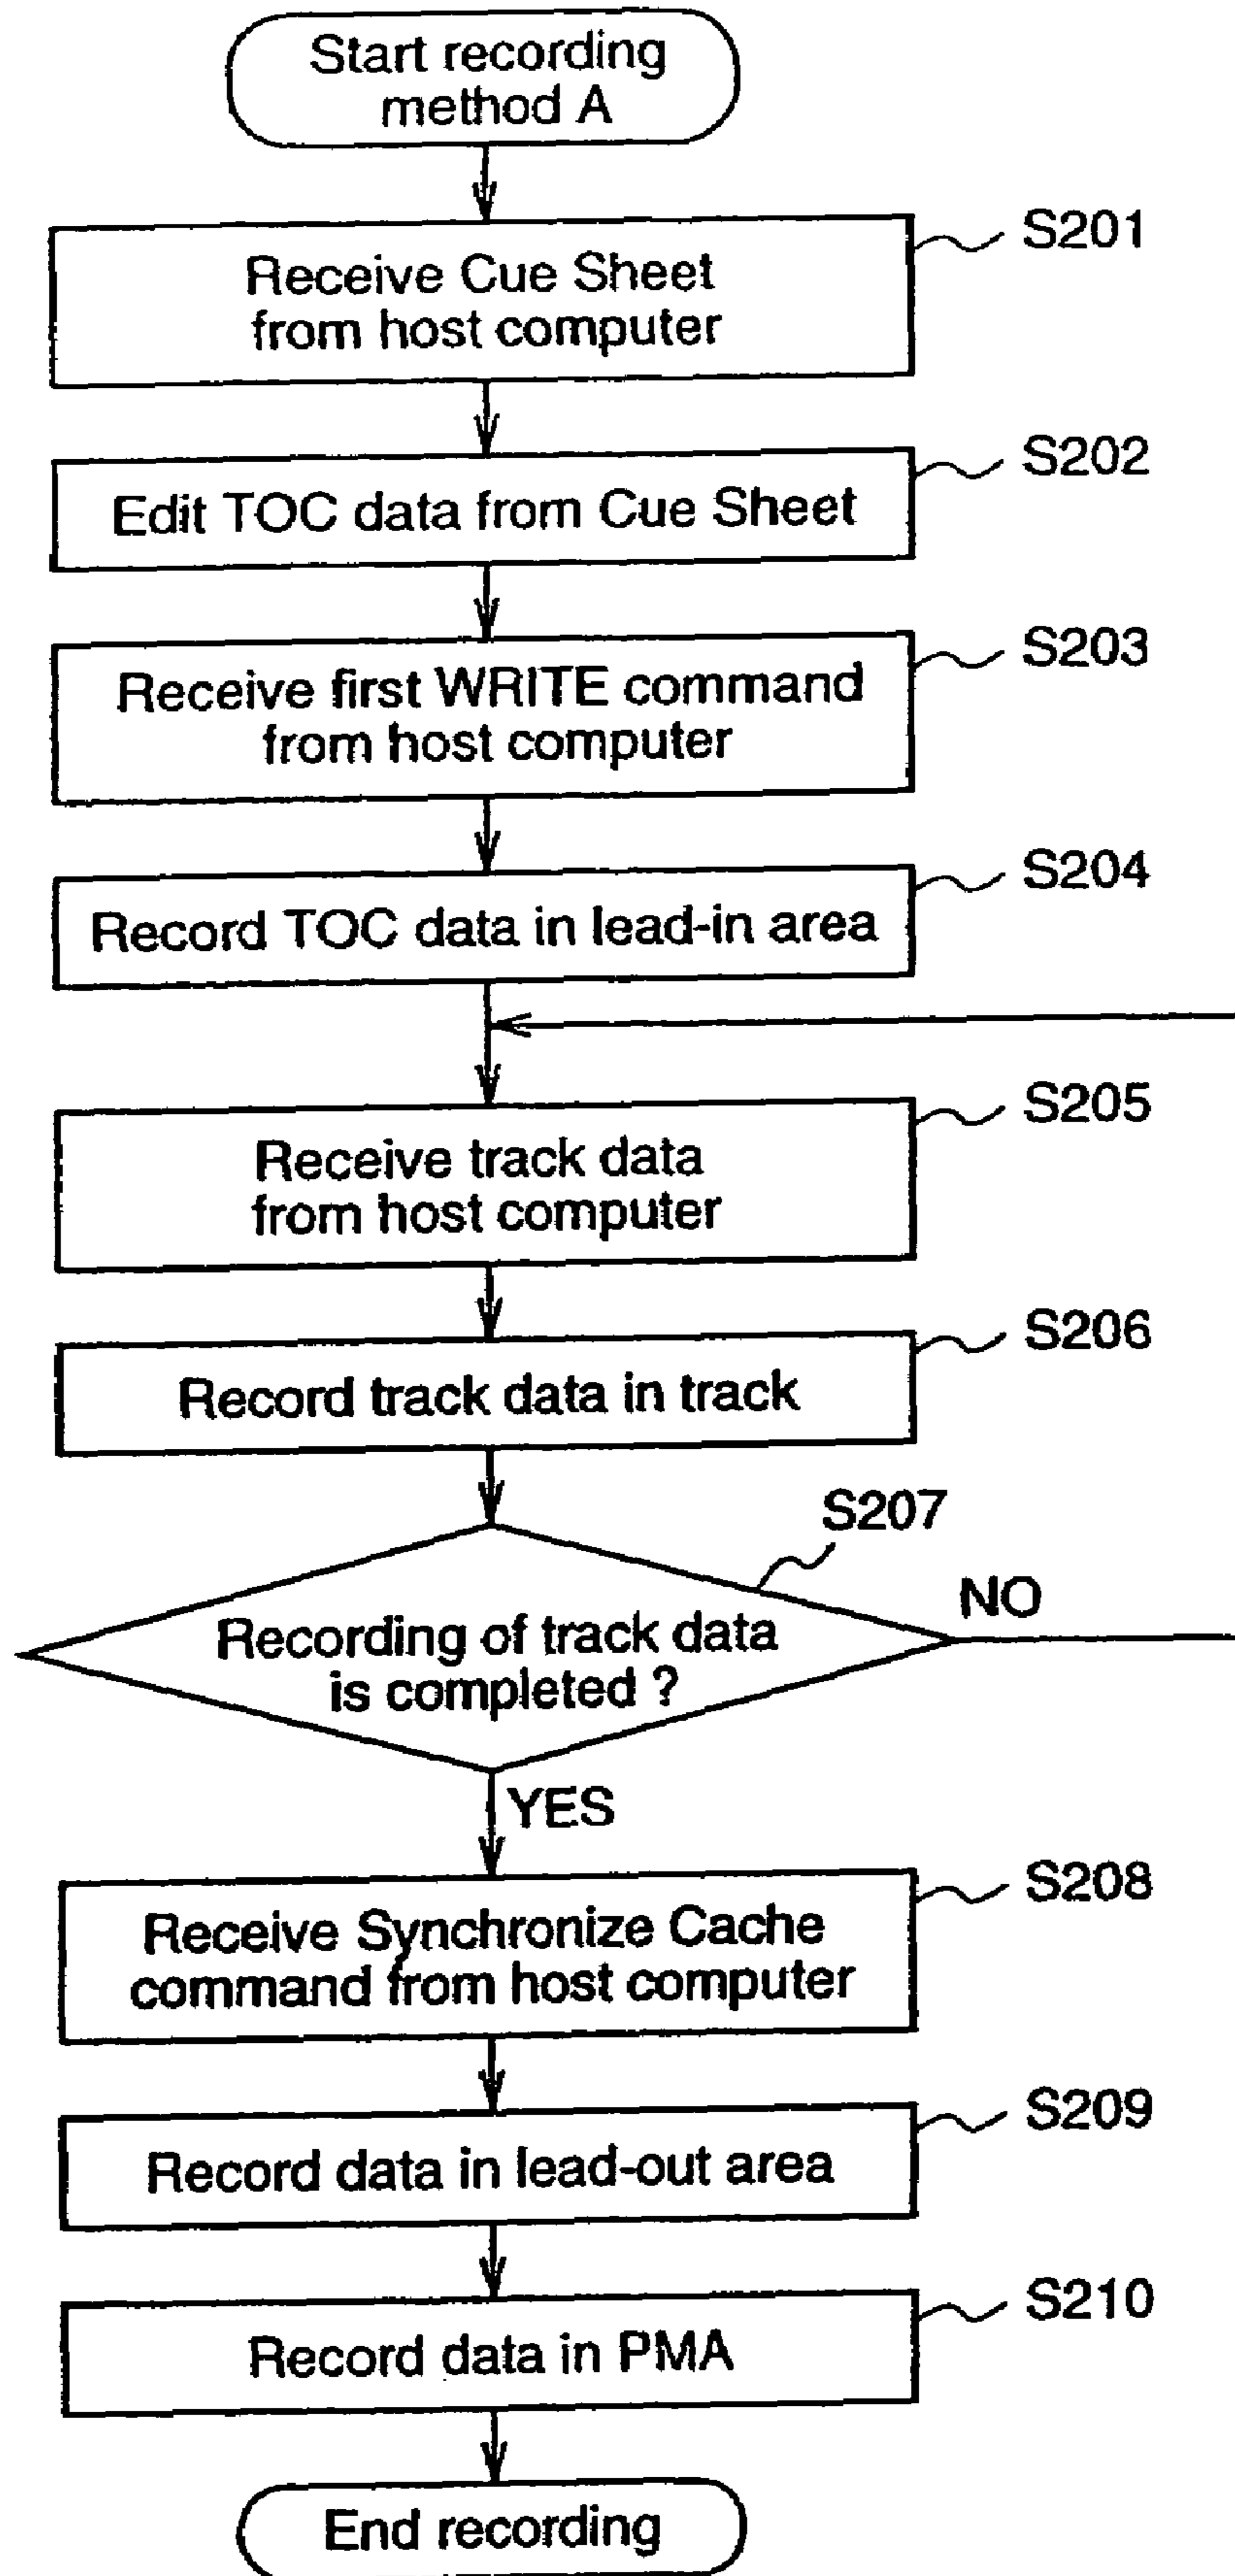 Start recording
method A
S201
Receive Cue Sheet
from host computer
S202
Edit TOC data from Cue Sheet
S203
Receive first WRITE command
from host computer
S204
Record TOC data in lead-in area
S205
Receive track data
from host computer
S206
Record track data in track
S207
NO
Recording of track data
is completed ?
YES
S208
Receive Synchronize Cache
command from host computer
S209
Record data in lead-out area
S210
Record data in PMA
End recording